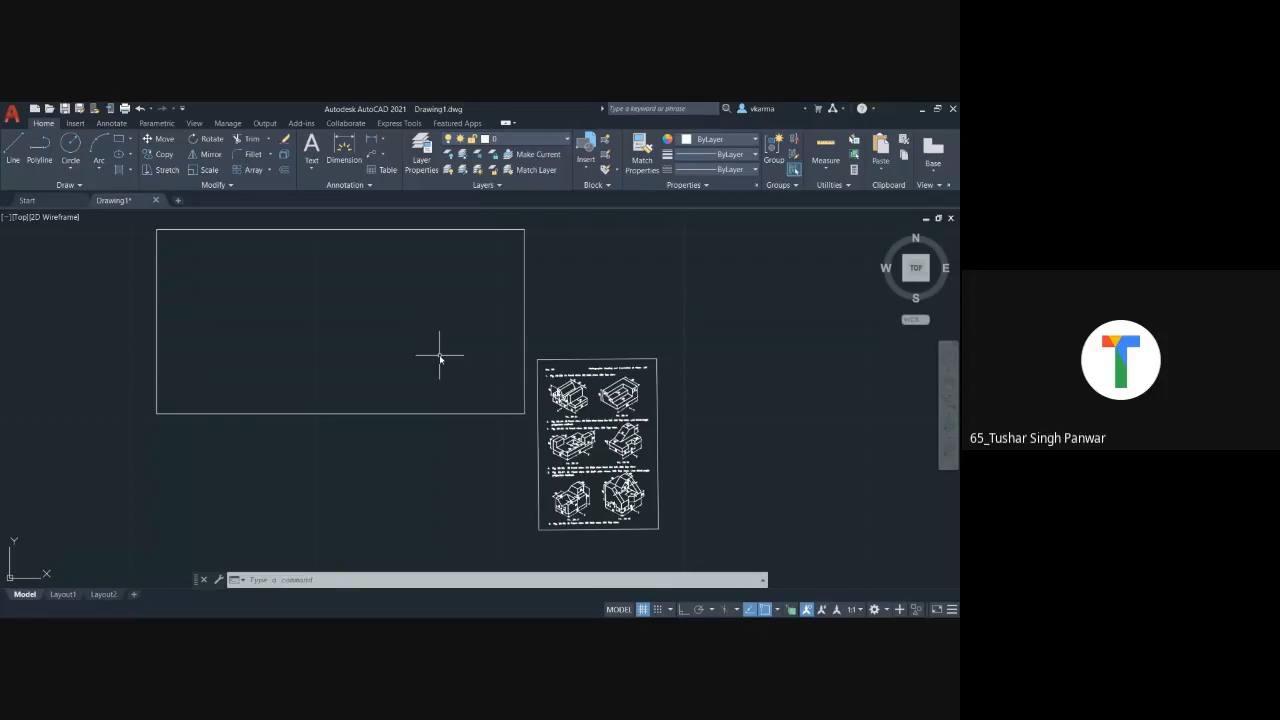 Autodesk AutoCAD 2021 Drawing1.dwg
Type a keyword or phrase
vkarma
Home Insert Annotate Parametric View Manage Output Add-ins Collaborate Express Tools Featured Apps
Line Polyline Circle Arc
Move Rotate Trim
Copy Mirror Fillet
Stretch Scale Array
Text Dimension
Table
Layer Properties
0
Make Current
Match Layer
Insert
Match Properties
ByLayer
ByLayer
ByLayer
Group
Measure
Paste
Base
Draw Modify Annotation Layers Block Properties Groups Utilities Clipboard View
Start Drawing1*
[−][Top][2D Wireframe]
N
W TOP E
S
Y
X
Type a command
Model Layout1 Layout2
MODEL
1:1
T
65_Tushar Singh Panwar